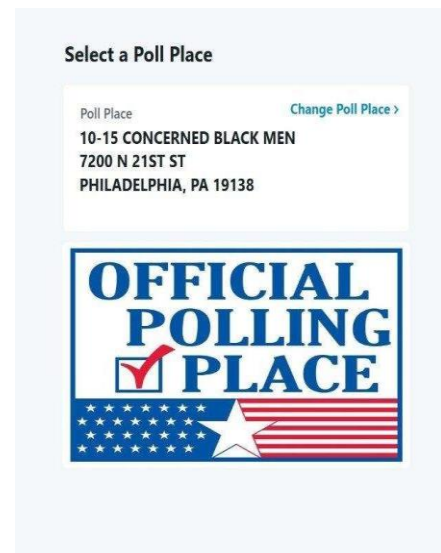 Select a Poll Place
Poll Place
Change Poll Place >
10-15 CONCERNED BLACK MEN
7200 N 21ST ST
PHILADELPHIA, PA 19138
OFFICIAL
POLLING
PLACE